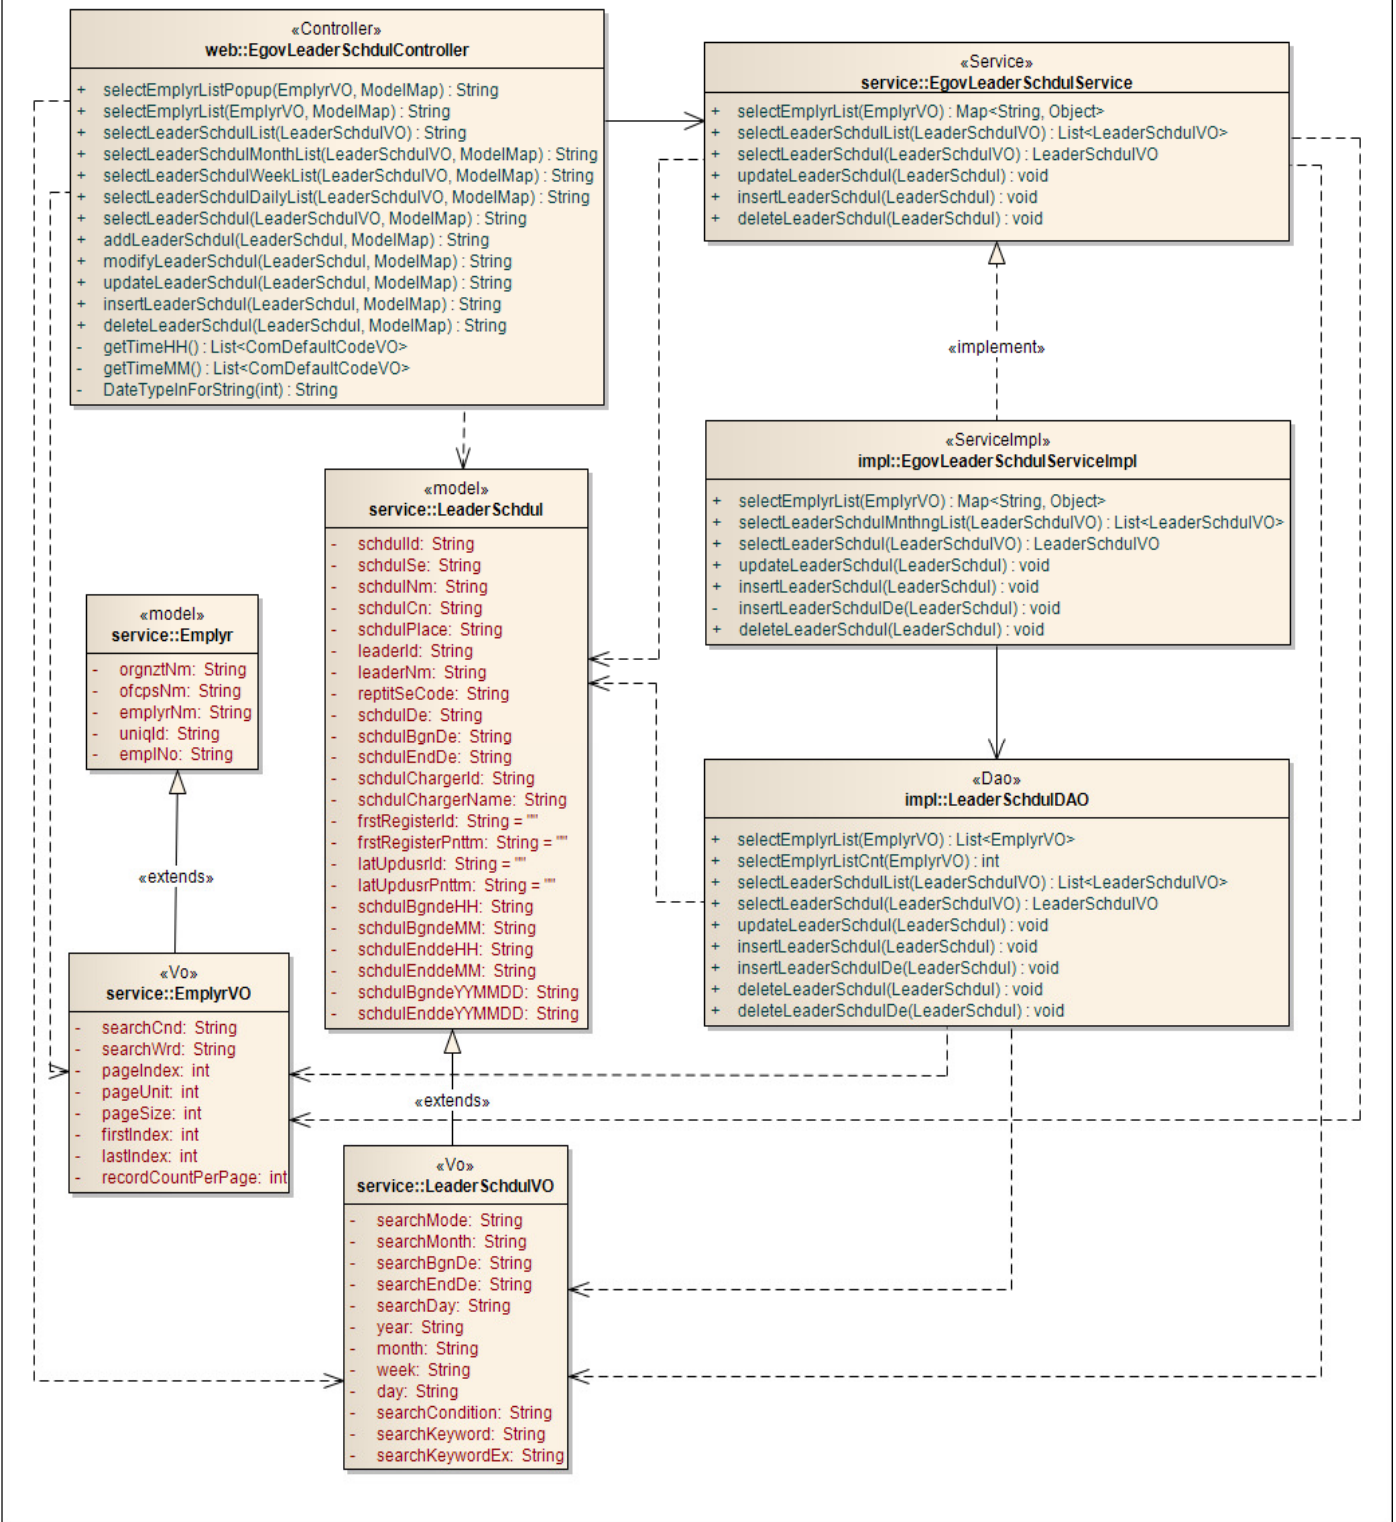 «Controller»
web::EgovLeaderSchdulController
+ selectEmplyrListPopup(EmplyrVO, ModelMap) : String
+ selectEmplyrList(EmplyrVO, ModelMap) : String
+ selectLeaderSchdulList(LeaderSchdulVO) : String
+ selectLeaderSchdulMonthList(LeaderSchdulVO, ModelMap) : String
+ selectLeaderSchdulWeekList(LeaderSchdulVO, ModelMap) : String
+ selectLeaderSchdulDailyList(LeaderSchdulVO, ModelMap) : String
+ selectLeaderSchdul(LeaderSchdulVO, ModelMap) : String
+ addLeaderSchdul(LeaderSchdul, ModelMap) : String
+ modifyLeaderSchdul(LeaderSchdul, ModelMap) : String
+ updateLeaderSchdul(LeaderSchdul, ModelMap) : String
+ insertLeaderSchdul(LeaderSchdul, ModelMap) : String
+ deleteLeaderSchdul(LeaderSchdul, ModelMap) : String
- getTimeHH() : List<ComDefaultCodeVO>
- getTimeMM() : List<ComDefaultCodeVO>
- DateTypeInForString(int) : String
«Service»
service::EgovLeaderSchdulService
+ selectEmplyrList(EmplyrVO) : Map<String, Object>
+ selectLeaderSchdulList(LeaderSchdulVO) : List<LeaderSchdulVO>
+ selectLeaderSchdul(LeaderSchdulVO) : LeaderSchdulVO
+ updateLeaderSchdul(LeaderSchdul) : void
+ insertLeaderSchdul(LeaderSchdul) : void
+ deleteLeaderSchdul(LeaderSchdul) : void
«implement»
«ServiceImpl»
impl::EgovLeaderSchdulServiceImpl
+ selectEmplyrList(EmplyrVO) : Map<String, Object>
+ selectLeaderSchdulMnthngList(LeaderSchdulVO) : List<LeaderSchdulVO>
+ selectLeaderSchdul(LeaderSchdulVO) : LeaderSchdulVO
+ updateLeaderSchdul(LeaderSchdul) : void
+ insertLeaderSchdul(LeaderSchdul) : void
- insertLeaderSchdulDe(LeaderSchdul) : void
+ deleteLeaderSchdul(LeaderSchdul) : void
«model»
service::LeaderSchdul
- schdulId: String
- schdulSe: String
- schdulNm: String
- schdulCn: String
- schdulPlace: String
- leaderId: String
- leaderNm: String
- reptitSeCode: String
- schdulDe: String
- schdulBgnDe: String
- schdulEndDe: String
- schdulChargerId: String
- schdulChargerName: String
- frstRegisterId: String = ""
- frstRegisterPnttm: String = ""
- latUpdusrId: String = ""
- latUpdusrPnttm: String = ""
- schdulBgndeHH: String
- schdulBgndeMM: String
- schdulEnddeHH: String
- schdulEnddeMM: String
- schdulBgndeYYMMDD: String
- schdulEnddeYYMMDD: String
«model»
service::Emplyr
- orgnztNm: String
- ofcpsNm: String
- emplyrNm: String
- uniqId: String
- emplNo: String
«extends»
«Dao»
impl::LeaderSchdulDAO
+ selectEmplyrList(EmplyrVO) : List<EmplyrVO>
+ selectEmplyrListCnt(EmplyrVO) : int
+ selectLeaderSchdulList(LeaderSchdulVO) : List<LeaderSchdulVO>
+ selectLeaderSchdul(LeaderSchdulVO) : LeaderSchdulVO
+ updateLeaderSchdul(LeaderSchdul) : void
+ insertLeaderSchdul(LeaderSchdul) : void
+ insertLeaderSchdulDe(LeaderSchdul) : void
+ deleteLeaderSchdul(LeaderSchdul) : void
+ deleteLeaderSchdulDe(LeaderSchdul) : void
«Vo»
service::EmplyrVO
- searchCnd: String
- searchWrd: String
- pageIndex: int
- pageUnit: int
- pageSize: int
- firstIndex: int
- lastIndex: int
- recordCountPerPage: int
«extends»
«Vo»
service::LeaderSchdulVO
- searchMode: String
- searchMonth: String
- searchBgnDe: String
- searchEndDe: String
- searchDay: String
- year: String
- month: String
- week: String
- day: String
- searchCondition: String
- searchKeyword: String
- searchKeywordEx: String